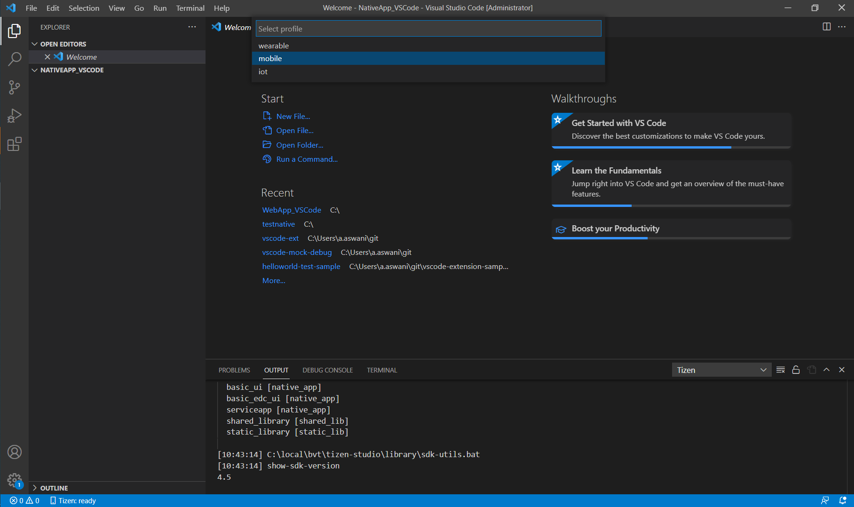 File Edit Selection View Go Run Terminal Help
Welcome - NativeApp_VSCode - Visual Studio Code [Administrator]
EXPLORER
OPEN EDITORS
Welcome
NATIVEAPP_VSCODE
Welcom
Select profile
wearable
mobile
iot
Start
New File...
Open File...
Open Folder...
Run a Command...
Recent
WebApp_VSCode C:\
testnative C:\
vscode-ext C:\Users\a.aswani\git
vscode-mock-debug C:\Users\a.aswani\git
helloworld-test-sample C:\Users\a.aswani\git\vscode-extension-samp...
More...
Walkthroughs
Get Started with VS Code
Discover the best customizations to make VS Code yours.
Learn the Fundamentals
Jump right into VS Code and get an overview of the must-have
features.
Boost your Productivity
PROBLEMS OUTPUT DEBUG CONSOLE TERMINAL
Tizen
basic_ui [native_app]
basic_edc_ui [native_app]
serviceapp [native_app]
shared_library [shared_lib]
static_library [static_lib]
[10:43:14] C:\local\bvt\tizen-studio\library\sdk-utils.bat
[10:43:14] show-sdk-version
4.5
OUTLINE
1
0 0 Tizen: ready